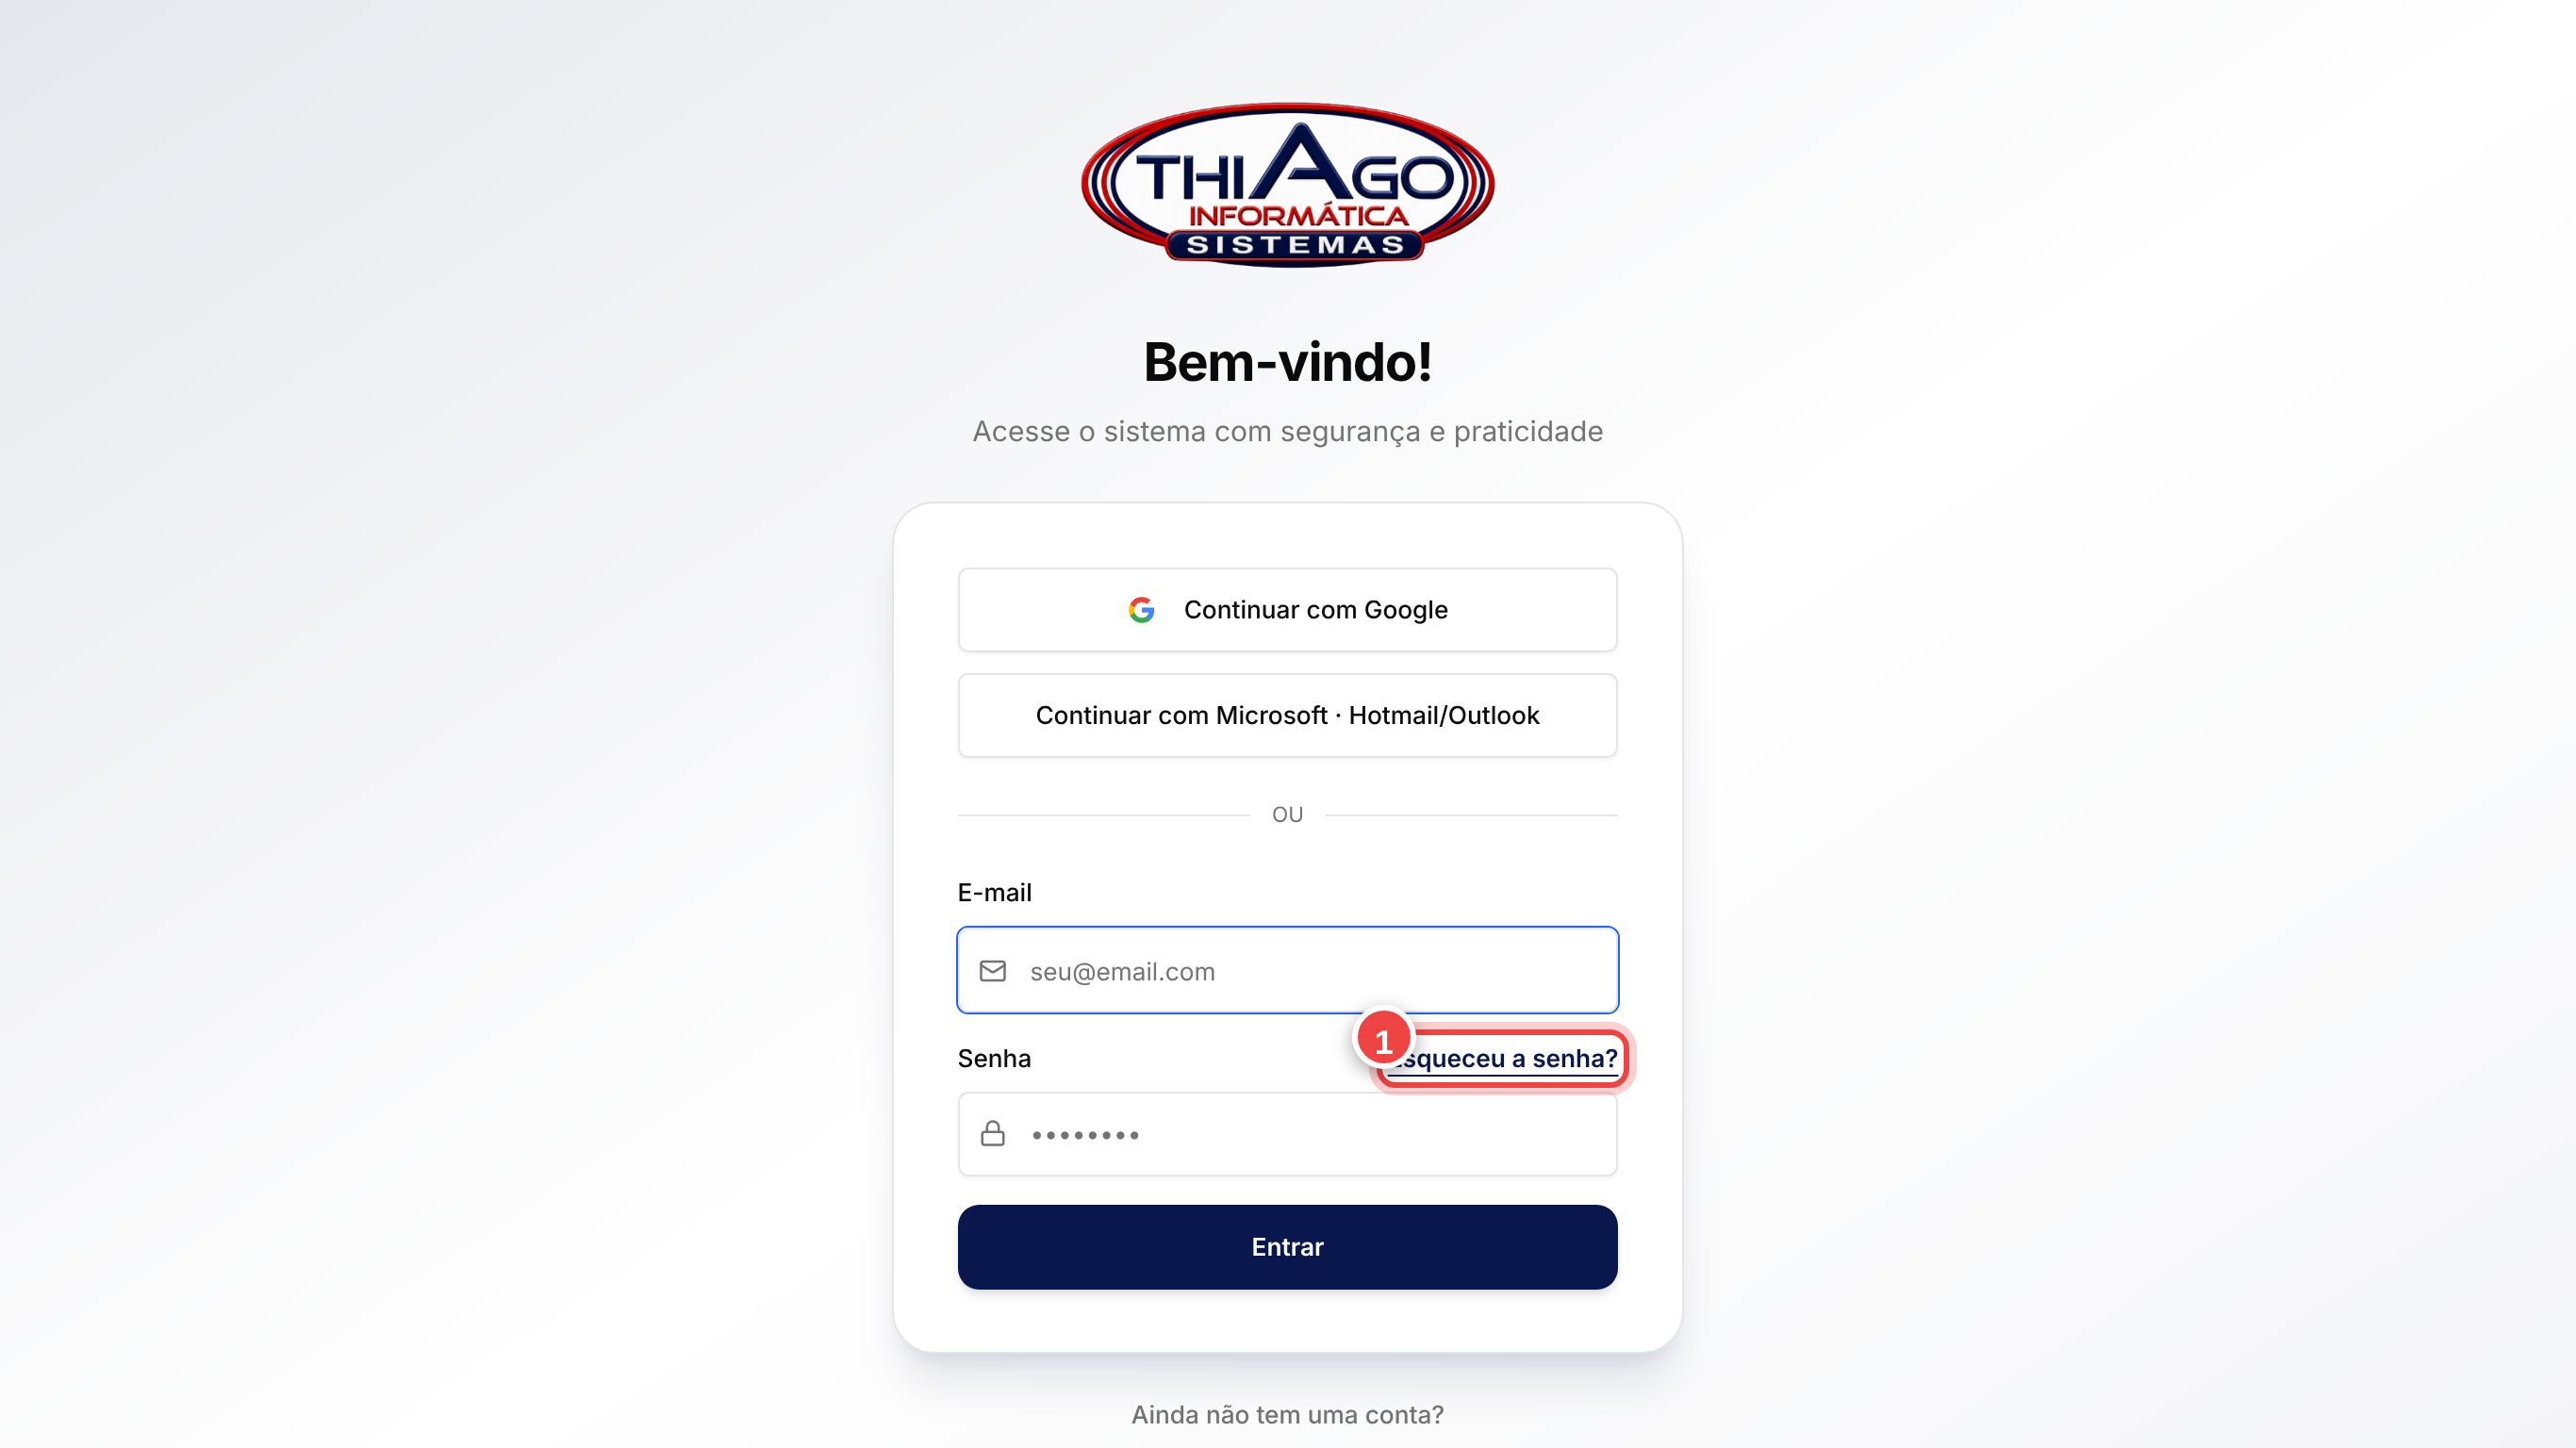 THIAGO
INFORMÁTICA
SISTEMAS
Bem-vindo!
Acesse o sistema com segurança e praticidade
Continuar com Google
Continuar com Microsoft · Hotmail/Outlook
OU
E-mail
seu@email.com
1
Senha squeceu a senha?
Entrar
Ainda não tem uma conta?